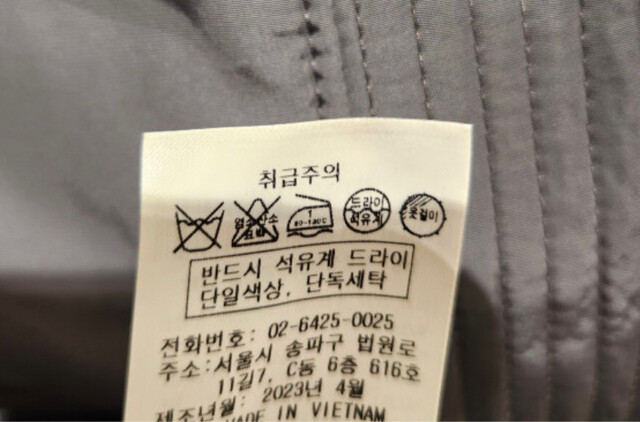 취급주의
염소산소 표백
1 80-120C
드라이 석유계
옷걸이
반드시 석유계 드라이
단일색상, 단독세탁
전화번호: 02-6425-0025
주소:서울시 송파구 법원로
11길7, C동 6층 616호
제조년월: 2023년 4월
MADE IN VIETNAM